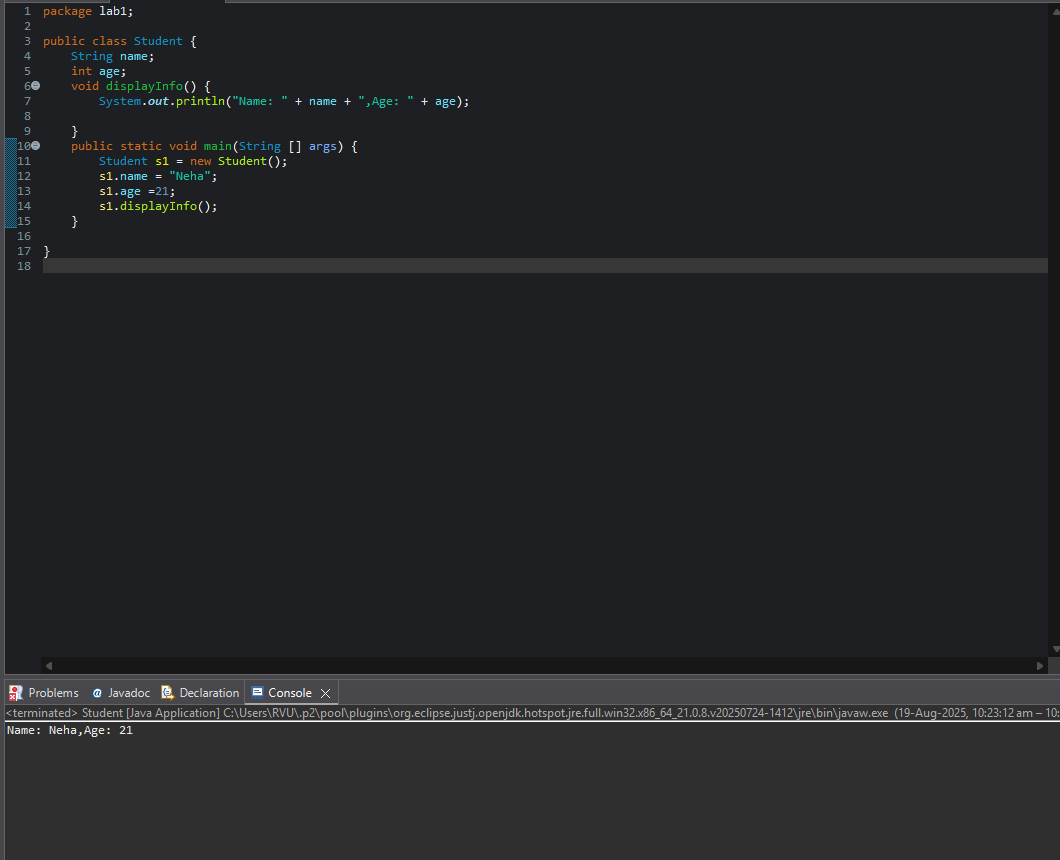 1 package lab1;
2
3 public class Student {
4     String name;
5     int age;
6     void displayInfo() {
7         System.out.println("Name: " + name + ",Age: " + age);
8
9     }
10     public static void main(String [] args) {
11         Student s1 = new Student();
12         s1.name = "Neha";
13         s1.age =21;
14         s1.displayInfo();
15     }
16
17 }
18
Problems @ Javadoc Declaration Console
<terminated> Student [Java Application] C:\Users\RVU\.p2\pool\plugins\org.eclipse.justj.openjdk.hotspot.jre.full.win32.x86_64_21.0.8.v20250724-1412\jre\bin\javaw.exe (19-Aug-2025, 10:23:12 am – 10:
Name: Neha,Age: 21